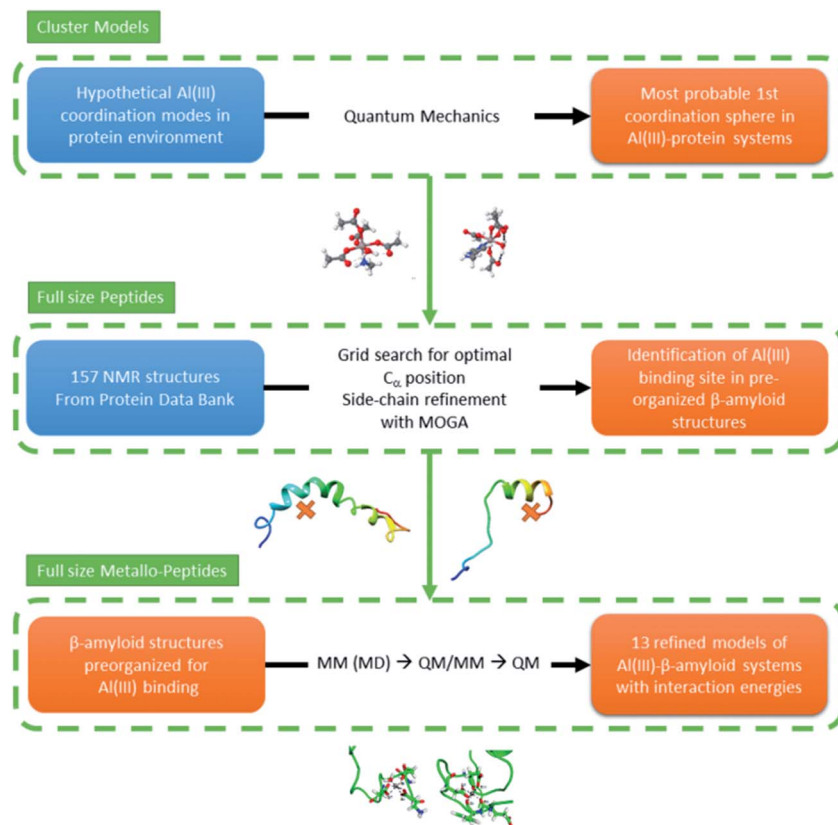 Cluster Models
Hypothetical Al(III)
coordination modes in
protein environment
Quantum Mechanics
Most probable 1st
coordination sphere in
Al(III)-protein systems
Full size Peptides
157 NMR structures
From Protein Data Bank
Grid search for optimal
Cα position
Side-chain refinement
with MOGA
Identification of Al(III)
binding site in pre-
organized β-amyloid
structures
Full size Metallo-Peptides
β-amyloid structures
preorganized for
Al(III) binding
MM (MD) → QM/MM → QM
13 refined models of
Al(III)-β-amyloid systems
with interaction energies